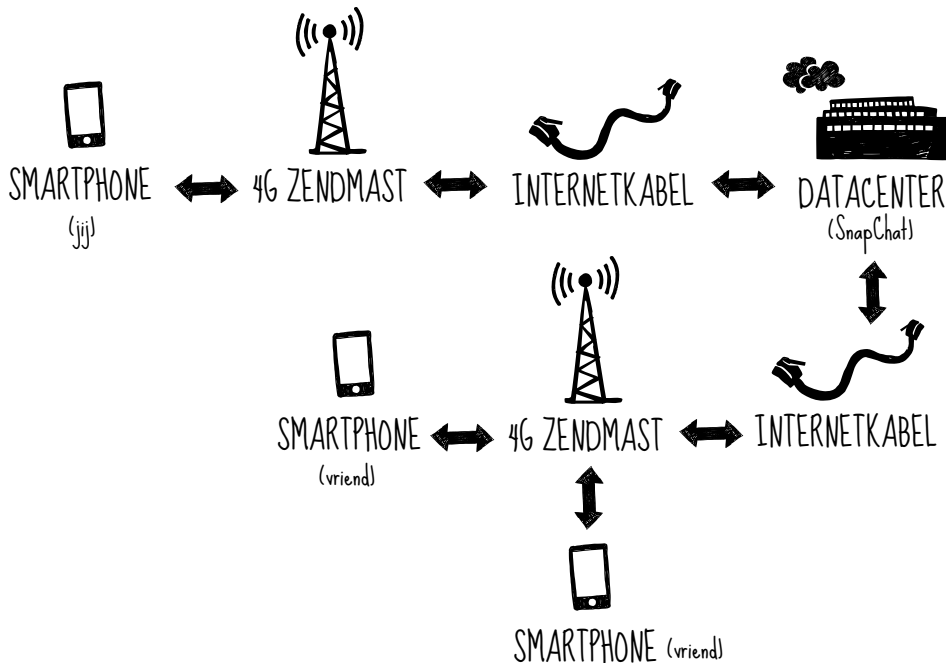 SMARTPHONE 4G ZENDMAST INTERNETKABEL DATACENTER
(jij) (SnapChat)
SMARTPHONE 4G ZENDMAST INTERNETKABEL
(vriend)
SMARTPHONE (vriend)